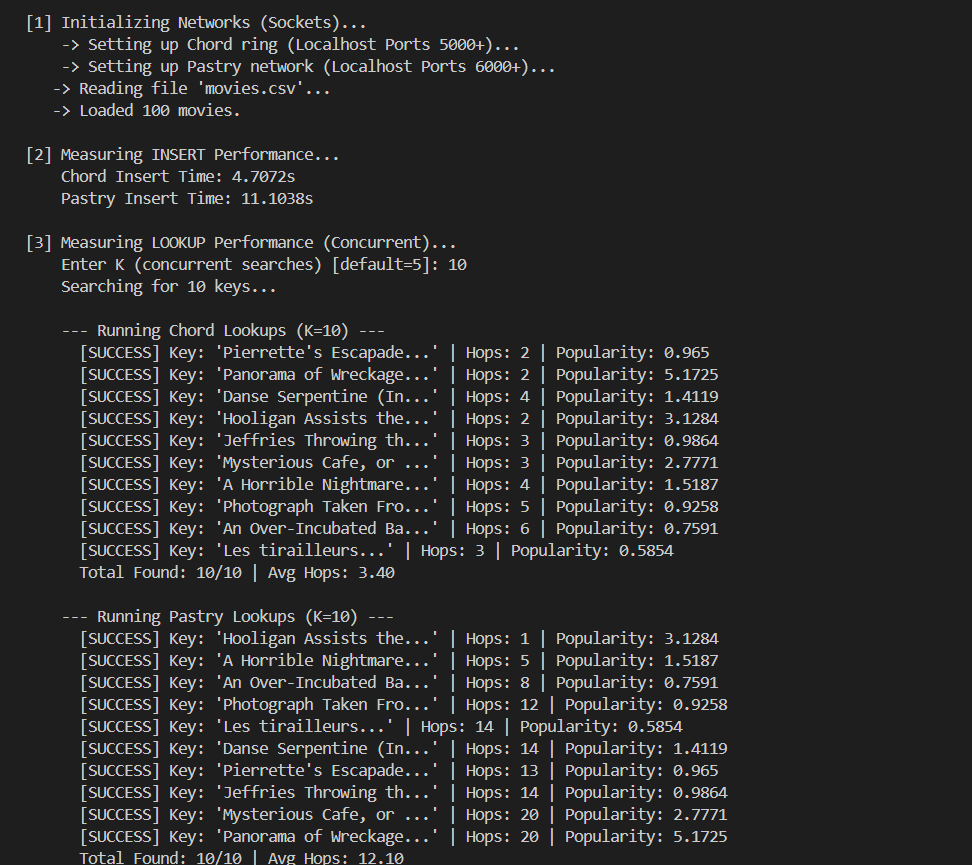 [1] Initializing Networks (Sockets)...
-> Setting up Chord ring (Localhost Ports 5000+)...
-> Setting up Pastry network (Localhost Ports 6000+)...
-> Reading file 'movies.csv'...
-> Loaded 100 movies.
[2] Measuring INSERT Performance...
Chord Insert Time: 4.7072s
Pastry Insert Time: 11.1038s
[3] Measuring LOOKUP Performance (Concurrent)...
Enter K (concurrent searches) [default=5]: 10
Searching for 10 keys...
--- Running Chord Lookups (K=10) ---
[SUCCESS] Key: 'Pierrette's Escapade...' | Hops: 2 | Popularity: 0.965
[SUCCESS] Key: 'Panorama of Wreckage...' | Hops: 2 | Popularity: 5.1725
[SUCCESS] Key: 'Danse Serpentine (In...' | Hops: 4 | Popularity: 1.4119
[SUCCESS] Key: 'Hooligan Assists the...' | Hops: 2 | Popularity: 3.1284
[SUCCESS] Key: 'Jeffries Throwing th...' | Hops: 3 | Popularity: 0.9864
[SUCCESS] Key: 'Mysterious Cafe, or ...' | Hops: 3 | Popularity: 2.7771
[SUCCESS] Key: 'A Horrible Nightmare...' | Hops: 4 | Popularity: 1.5187
[SUCCESS] Key: 'Photograph Taken Fro...' | Hops: 5 | Popularity: 0.9258
[SUCCESS] Key: 'An Over-Incubated Ba...' | Hops: 6 | Popularity: 0.7591
[SUCCESS] Key: 'Les tirailleurs...' | Hops: 3 | Popularity: 0.5854
Total Found: 10/10 | Avg Hops: 3.40
--- Running Pastry Lookups (K=10) ---
[SUCCESS] Key: 'Hooligan Assists the...' | Hops: 1 | Popularity: 3.1284
[SUCCESS] Key: 'A Horrible Nightmare...' | Hops: 5 | Popularity: 1.5187
[SUCCESS] Key: 'An Over-Incubated Ba...' | Hops: 8 | Popularity: 0.7591
[SUCCESS] Key: 'Photograph Taken Fro...' | Hops: 12 | Popularity: 0.9258
[SUCCESS] Key: 'Les tirailleurs...' | Hops: 14 | Popularity: 0.5854
[SUCCESS] Key: 'Danse Serpentine (In...' | Hops: 14 | Popularity: 1.4119
[SUCCESS] Key: 'Pierrette's Escapade...' | Hops: 13 | Popularity: 0.965
[SUCCESS] Key: 'Jeffries Throwing th...' | Hops: 14 | Popularity: 0.9864
[SUCCESS] Key: 'Mysterious Cafe, or ...' | Hops: 20 | Popularity: 2.7771
[SUCCESS] Key: 'Panorama of Wreckage...' | Hops: 20 | Popularity: 5.1725
Total Found: 10/10 | Avg Hops: 12.10